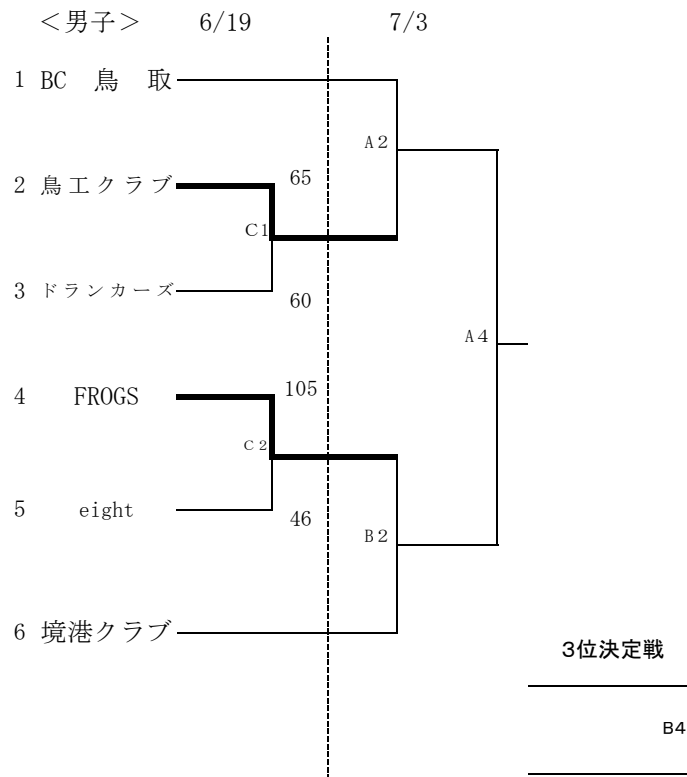 ＜男子＞ 6/19 7/3
1 BC 鳥 取
A2
2 鳥工クラブ 65
C1
3 ドランカーズ 60
A4
4 FROGS 105
C2
5 eight 46
B2
6 境港クラブ
3位決定戦
B4